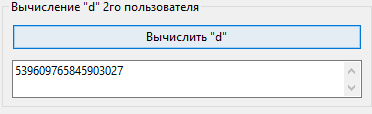 Вычисление "d" 2го пользователя
Вычислить "d"
539609765845903027